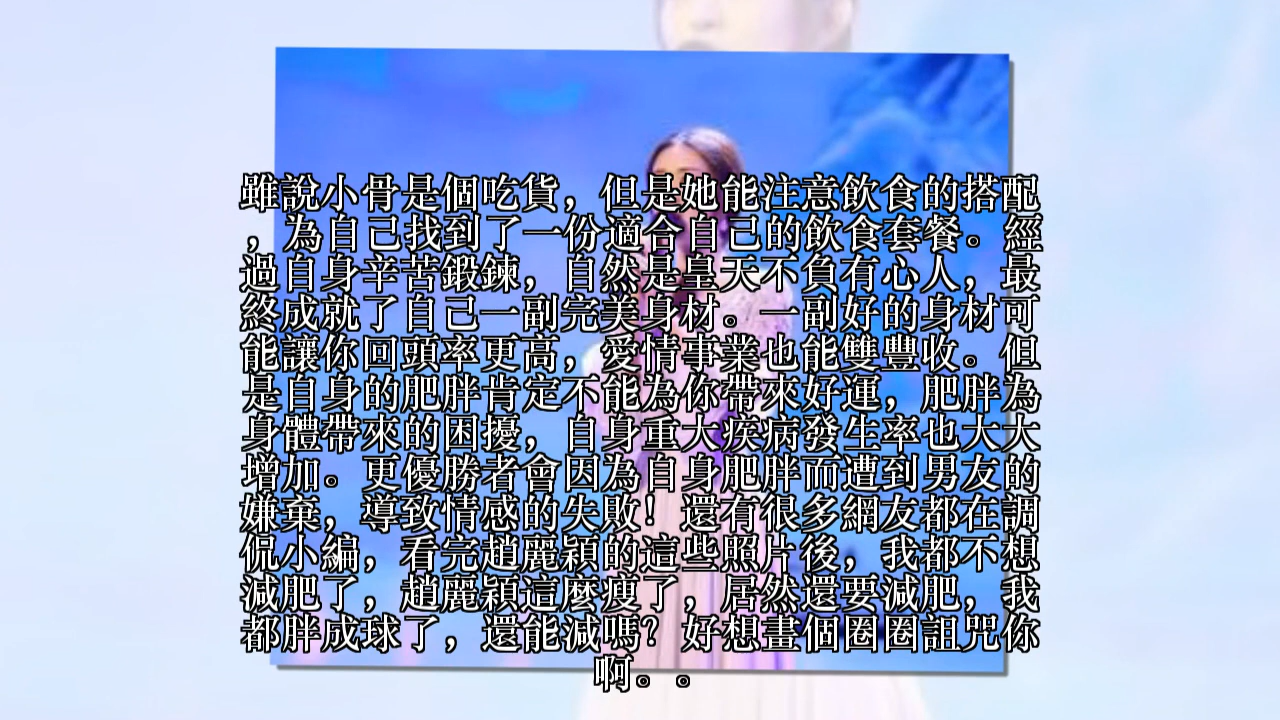 雖說小骨是個吃貨，但是她能注意飲食的搭配
，為自己找到了一份適合自己的飲食套餐。經
過自身辛苦鍛鍊，自然是皇天不負有心人，最
終成就了自己一副完美身材。一副好的身材可
能讓你回頭率更高，愛情事業也能雙豐收。但
是自身的肥胖肯定不能為你帶來好運，肥胖為
身體帶來的困擾，自身重大疾病發生率也大大
增加。更優勝者會因為自身肥胖而遭到男友的
嫌棄，導致情感的失敗！還有很多網友都在調
侃小編，看完趙麗穎的這些照片後，我都不想
減肥了，趙麗穎這麼瘦了，居然還要減肥，我
都胖成球了，還能減嗎？好想畫個圈圈詛咒你
啊。。